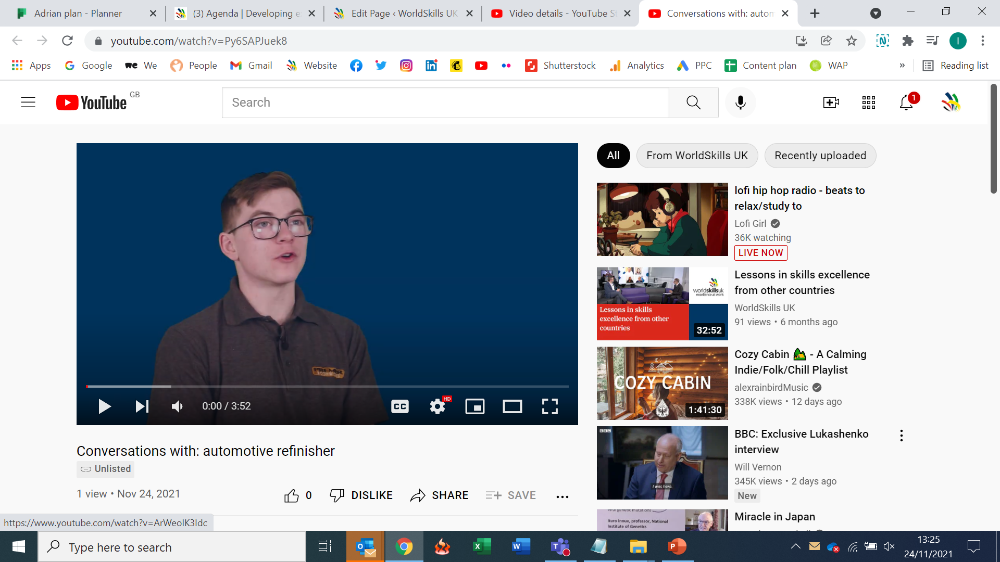 Adrian plan - Planner
(3) Agenda | Developing e
Edit Page ‹ WorldSkills UK
Video details - YouTube St
Conversations with: autom
youtube.com/watch?v=Py6SAPJuek8
I
Apps
Google
we We
People
Gmail
Website
Shutterstock
Analytics
PPC
Content plan
WAP
»
Reading list
YouTube GB
Search
1
All
From WorldSkills UK
Recently uploaded
PREMIER
0:00 / 3:52
CC
HD
Conversations with: automotive refinisher
Unlisted
1 view • Nov 24, 2021
0
DISLIKE
SHARE
SAVE
lofi hip hop radio - beats to
relax/study to
Lofi Girl
36K watching
LIVE NOW
worldskillsuk
excellence at work
Lessons in skills
excellence from other
countries
32:52
Lessons in skills excellence
from other countries
WorldSkills UK
91 views • 6 months ago
COZY CABIN
1:41:30
Cozy Cabin 🏕 - A Calming
Indie/Folk/Chill Playlist
alexrainbirdMusic
338K views • 12 days ago
BBC
I was here.
BBC: Exclusive Lukashenko
interview
Will Vernon
345K views • 2 days ago
New
viral genetic mutations
Ituro Inoue, professor, National
Institute of Genetics
Miracle in Japan
https://www.youtube.com/watch?v=ArWeoIK3Idc
Type here to search
13:25
24/11/2021